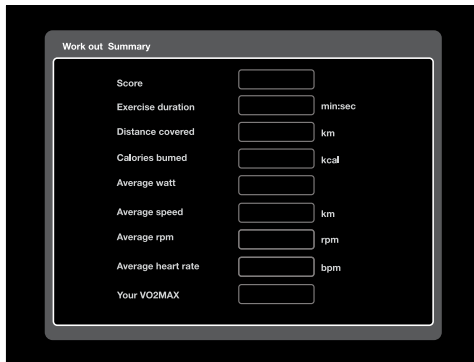 Work out Summary
Score
Exercise duration min:sec
Distance covered km
Calories bumed kcal
Average watt
Average speed km
Average rpm rpm
Average heart rate bpm
Your VO2MAX